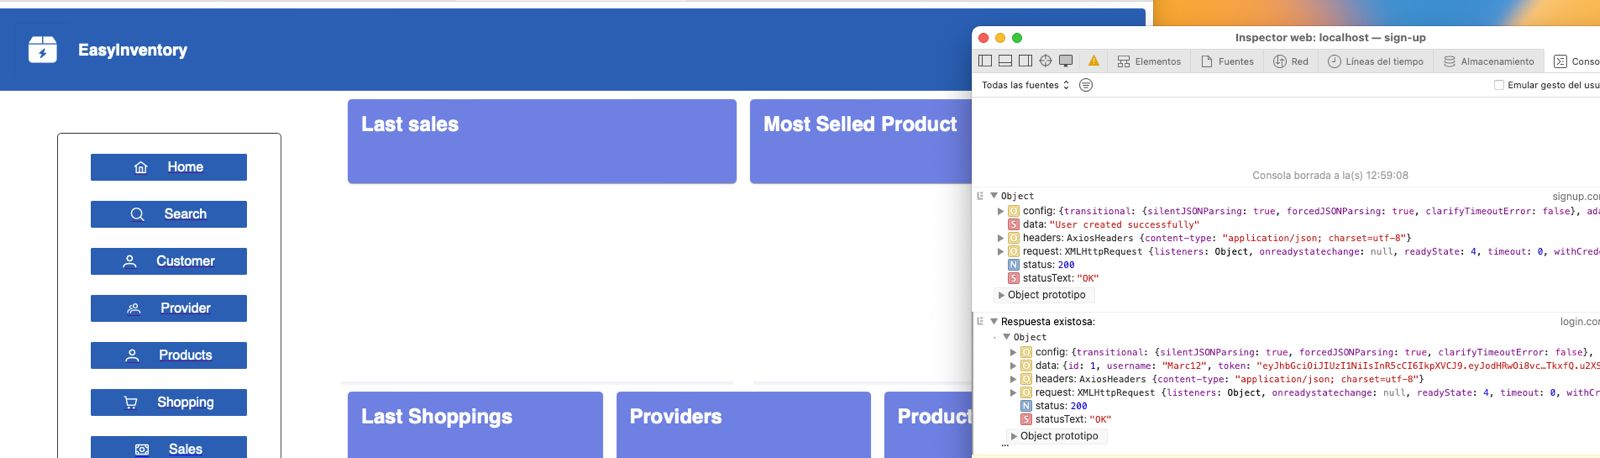 EasyInventory
Home
Search
Customer
Provider
Products
Shopping
Sales
Last sales
Most Selled Product
Last Shoppings
Providers
Product
Inspector web: localhost — sign-up
Elementos
Fuentes
Red
Líneas del tiempo
Almacenamiento
Conso
Todas las fuentes
Emular gesto del usu
Consola borrada a la(s) 12:59:08
E Object signup.co
O config: {transitional: {silentJSONParsing: true, forcedJSONParsing: true, clarifyTimeoutError: false}, ada
S data: "User created successfully"
O headers: AxiosHeaders {content-type: "application/json; charset=utf-8"}
O request: XMLHttpRequest {listeners: Object, onreadystatechange: null, readyState: 4, timeout: 0, withCrede
N status: 200
S statusText: "OK"
Object prototipo
E Respuesta existosa: login.co
Object
O config: {transitional: {silentJSONParsing: true, forcedJSONParsing: true, clarifyTimeoutError: false},
O data: {id: 1, username: "Marc12", token: "eyJhbGciOiJIUzI1NiIsInR5cCI6IkpXVCJ9.eyJodHRwOi8vc…TkxfQ.u2XS
O headers: AxiosHeaders {content-type: "application/json; charset=utf-8"}
O request: XMLHttpRequest {listeners: Object, onreadystatechange: null, readyState: 4, timeout: 0, withCr
N status: 200
S statusText: "OK"
Object prototipo
…